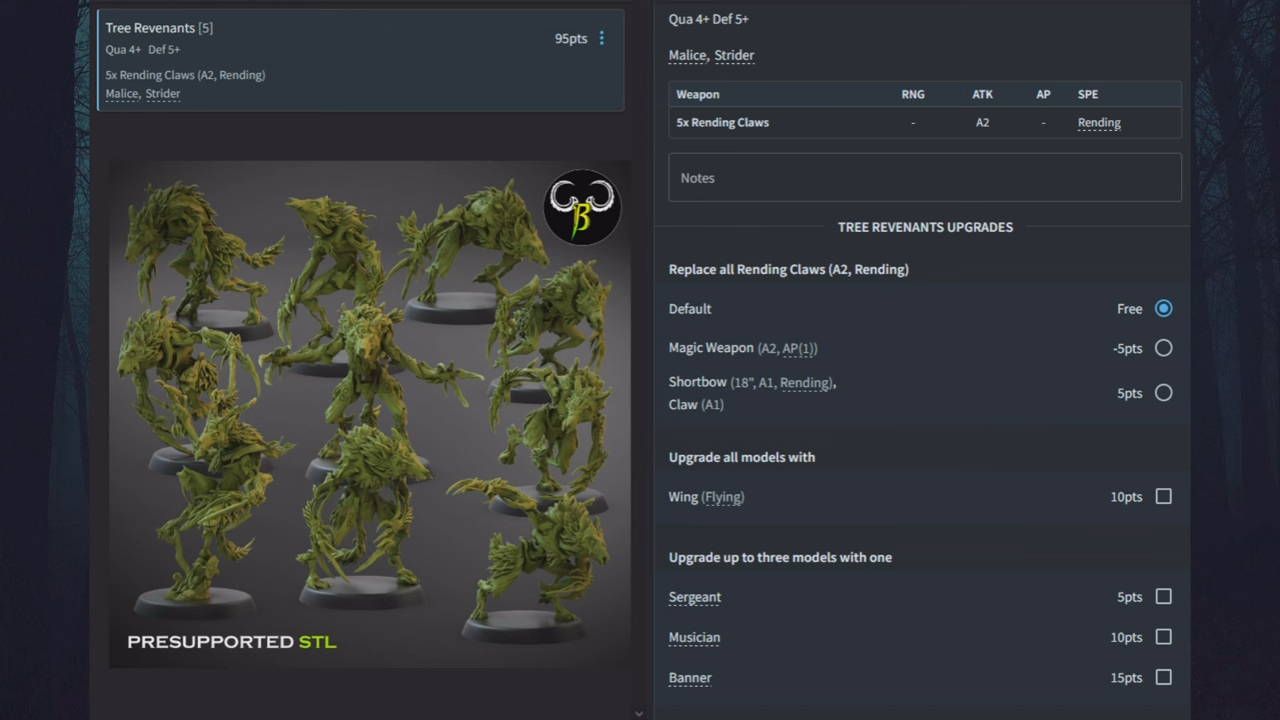 Tree Revenants [5]
95pts
Qua 4+ Def 5+
5x Rending Claws (A2, Rending)
Malice, Strider
B
PRESUPPORTED STL
Qua 4+ Def 5+
Malice, Strider
Weapon RNG ATK AP SPE
5x Rending Claws - A2 - Rending
Notes
TREE REVENANTS UPGRADES
Replace all Rending Claws (A2, Rending)
Default Free
Magic Weapon (A2, AP(1)) -5pts
Shortbow (18", A1, Rending),
Claw (A1) 5pts
Upgrade all models with
Wing (Flying) 10pts
Upgrade up to three models with one
Sergeant 5pts
Musician 10pts
Banner 15pts